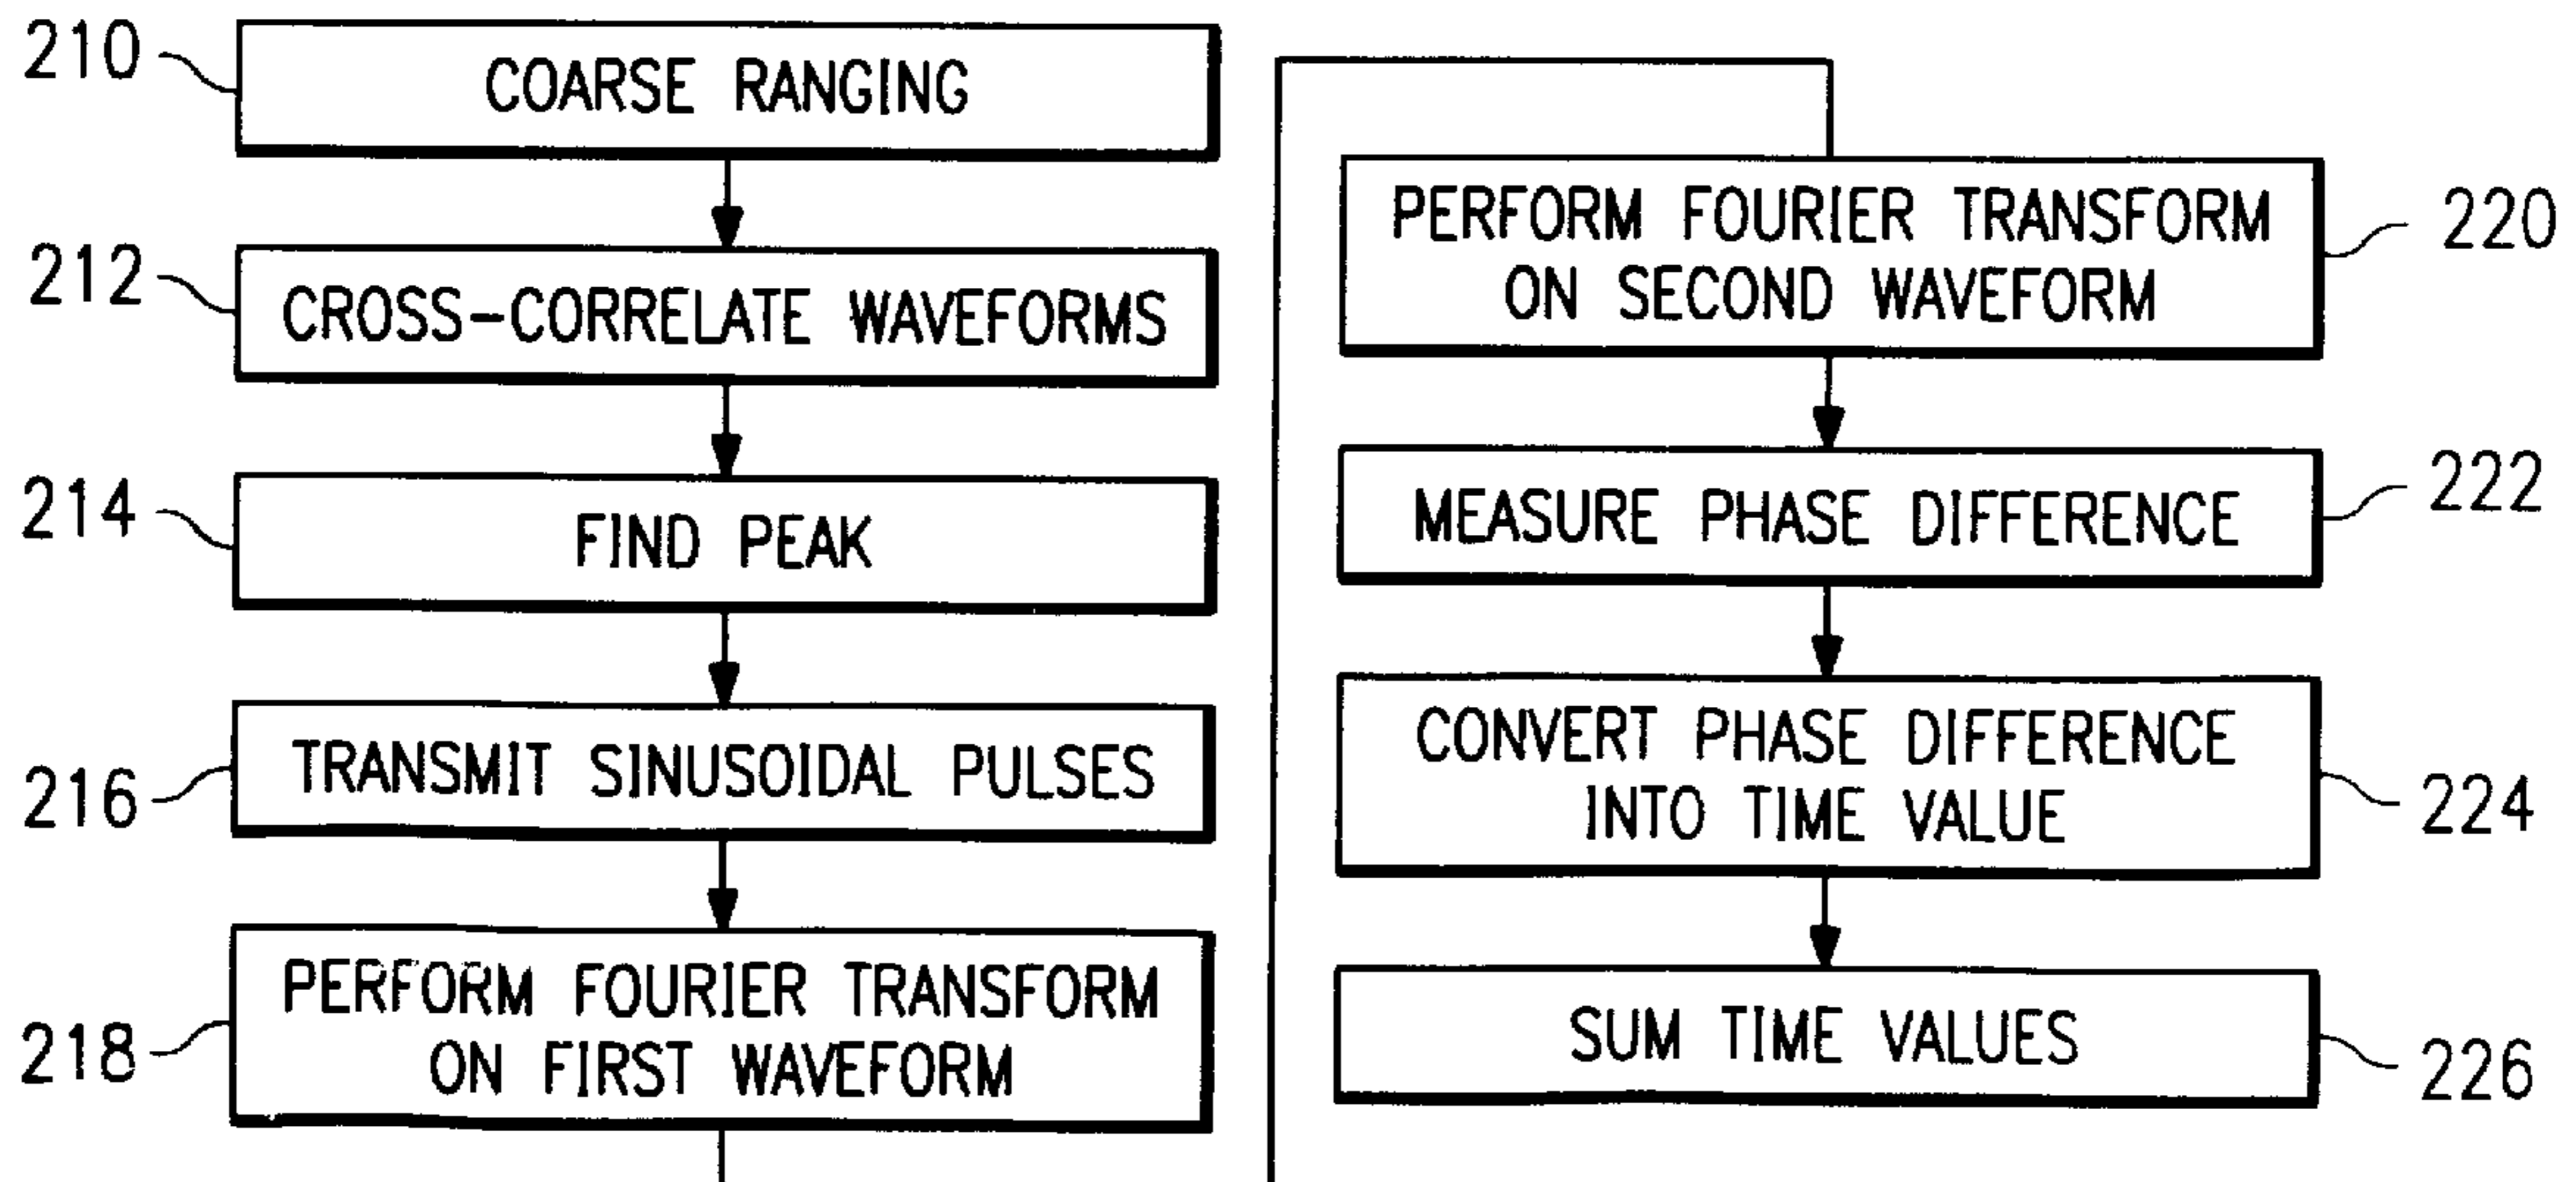 210
COARSE RANGING
212
CROSS-CORRELATE WAVEFORMS
214
FIND PEAK
216
TRANSMIT SINUSOIDAL PULSES
218
PERFORM FOURIER TRANSFORM
ON FIRST WAVEFORM
PERFORM FOURIER TRANSFORM
ON SECOND WAVEFORM
220
MEASURE PHASE DIFFERENCE
222
CONVERT PHASE DIFFERENCE
INTO TIME VALUE
224
SUM TIME VALUES
226